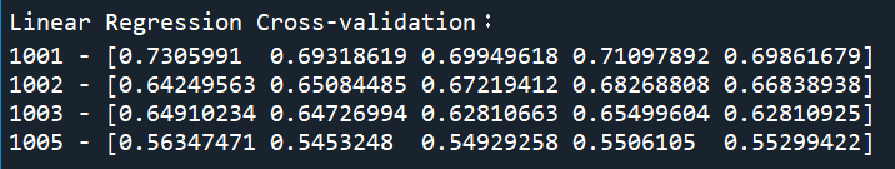 Linear Regression Cross-validation：
1001 - [0.7305991  0.69318619 0.69949618 0.71097892 0.69861679]
1002 - [0.64249563 0.65084485 0.67219412 0.68268808 0.66838938]
1003 - [0.64910234 0.64726994 0.62810663 0.65499604 0.62810925]
1005 - [0.56347471 0.5453248  0.54929258 0.5506105  0.55299422]